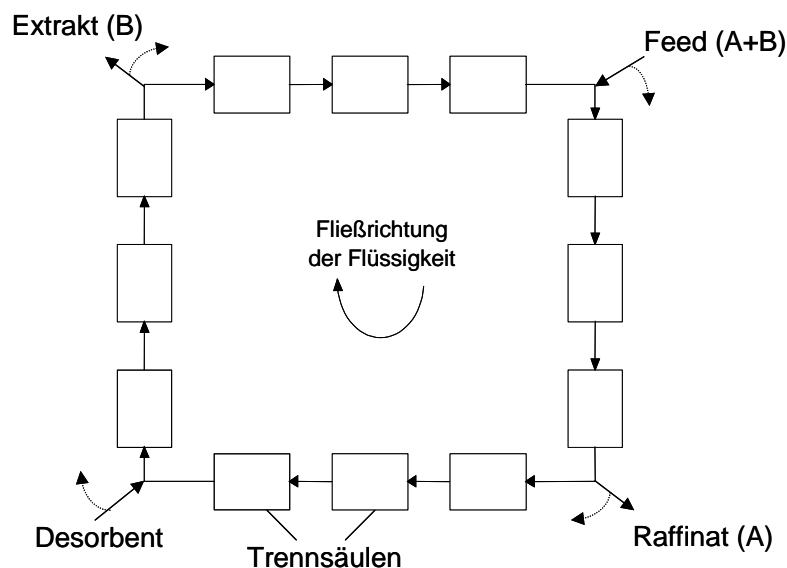 Extrakt (B)
Feed (A+B)
Fließrichtung
der Flüssigkeit
Desorbent
Trennsäulen
Raffinat (A)